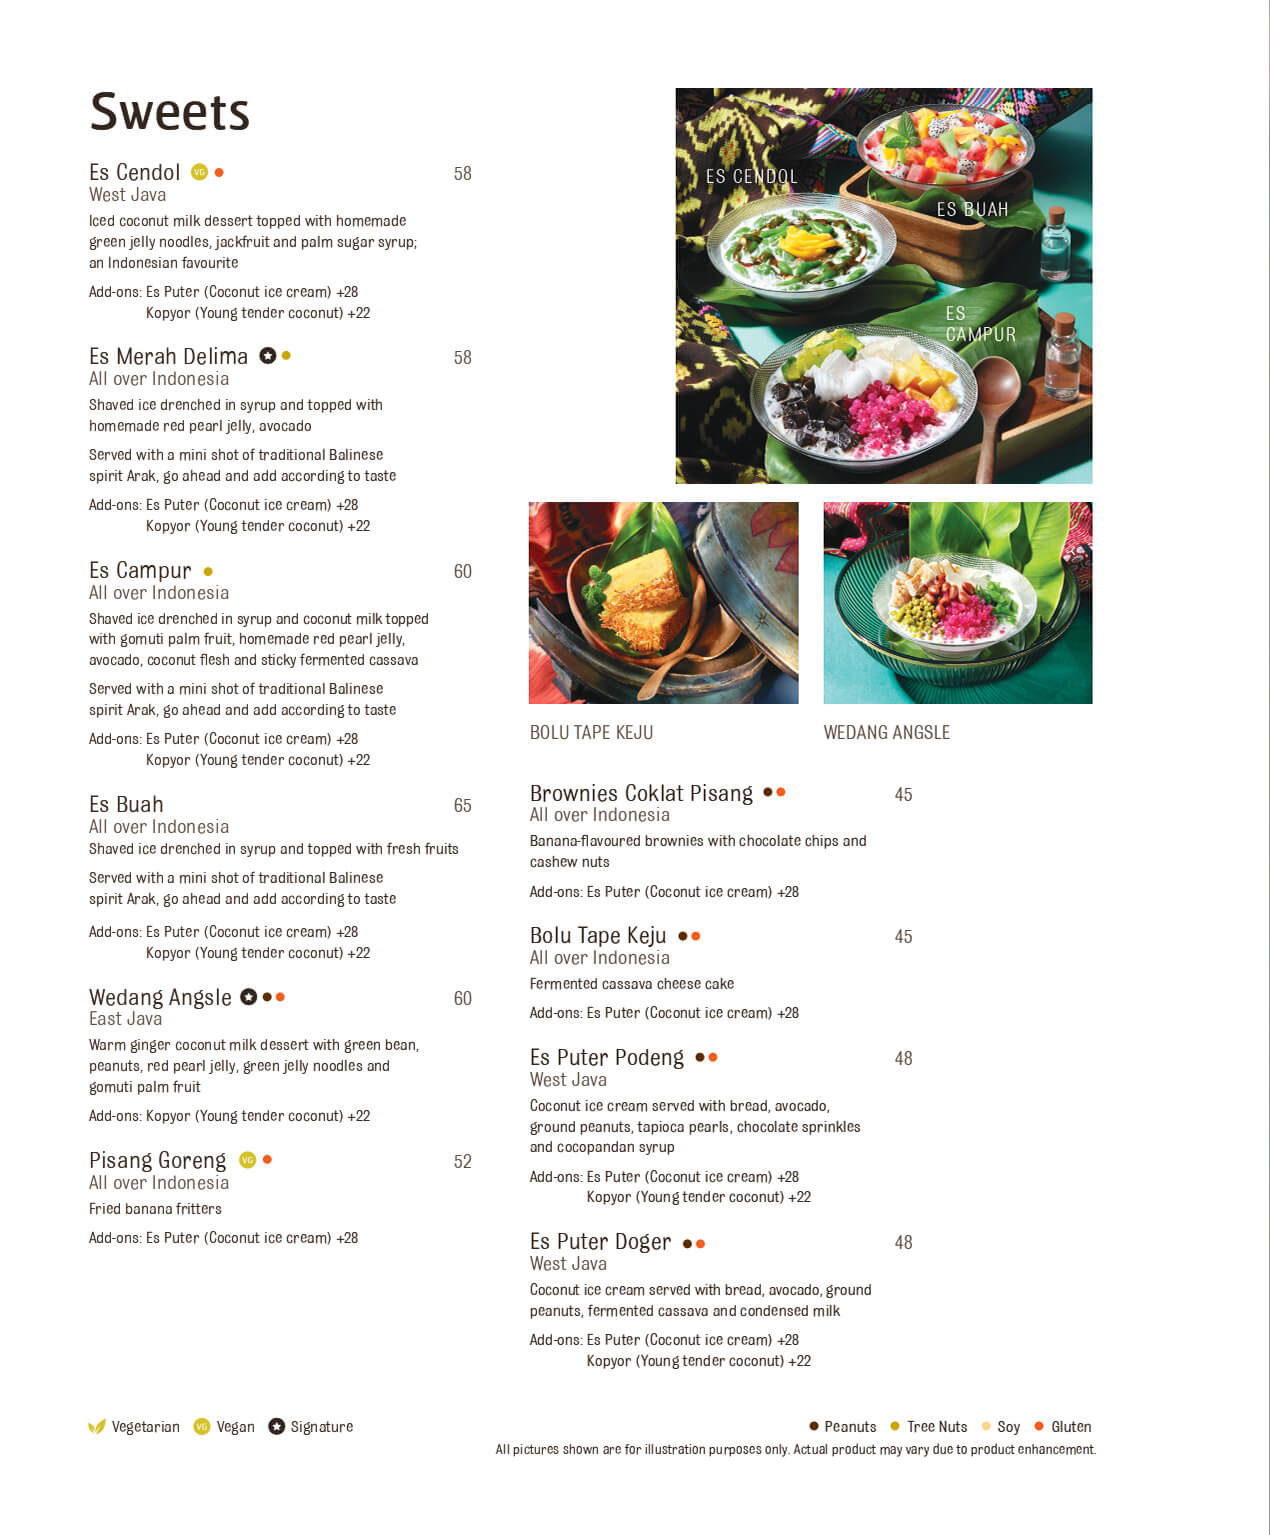 Sweets
Es Cendol VG
58
West Java
Iced coconut milk dessert topped with homemade
green jelly noodles, jackfruit and palm sugar syrup;
an Indonesian favourite
Add-ons: Es Puter (Coconut ice cream) +28
Kopyor (Young tender coconut) +22
Es Merah Delima
58
All over Indonesia
Shaved ice drenched in syrup and topped with
homemade red pearl jelly, avocado
Served with a mini shot of traditional Balinese
spirit Arak, go ahead and add according to taste
Add-ons: Es Puter (Coconut ice cream) +28
Kopyor (Young tender coconut) +22
Es Campur
60
All over Indonesia
Shaved ice drenched in syrup and coconut milk topped
with gomuti palm fruit, homemade red pearl jelly,
avocado, coconut flesh and sticky fermented cassava
Served with a mini shot of traditional Balinese
spirit Arak, go ahead and add according to taste
Add-ons: Es Puter (Coconut ice cream) +28
Kopyor (Young tender coconut) +22
Es Buah
65
All over Indonesia
Shaved ice drenched in syrup and topped with fresh fruits
Served with a mini shot of traditional Balinese
spirit Arak, go ahead and add according to taste
Add-ons: Es Puter (Coconut ice cream) +28
Kopyor (Young tender coconut) +22
Wedang Angsle
60
East Java
Warm ginger coconut milk dessert with green bean,
peanuts, red pearl jelly, green jelly noodles and
gomuti palm fruit
Add-ons: Kopyor (Young tender coconut) +22
Pisang Goreng VG
52
All over Indonesia
Fried banana fritters
Add-ons: Es Puter (Coconut ice cream) +28
ES CENDOL
ES BUAH
ES
CAMPUR
BOLU TAPE KEJU
WEDANG ANGSLE
Brownies Coklat Pisang
45
All over Indonesia
Banana-flavoured brownies with chocolate chips and
cashew nuts
Add-ons: Es Puter (Coconut ice cream) +28
Bolu Tape Keju
45
All over Indonesia
Fermented cassava cheese cake
Add-ons: Es Puter (Coconut ice cream) +28
Es Puter Podeng
48
West Java
Coconut ice cream served with bread, avocado,
ground peanuts, tapioca pearls, chocolate sprinkles
and cocopandan syrup
Add-ons: Es Puter (Coconut ice cream) +28
Kopyor (Young tender coconut) +22
Es Puter Doger
48
West Java
Coconut ice cream served with bread, avocado, ground
peanuts, fermented cassava and condensed milk
Add-ons: Es Puter (Coconut ice cream) +28
Kopyor (Young tender coconut) +22
Vegetarian VG Vegan Signature
Peanuts Tree Nuts Soy Gluten
All pictures shown are for illustration purposes only. Actual product may vary due to product enhancement.